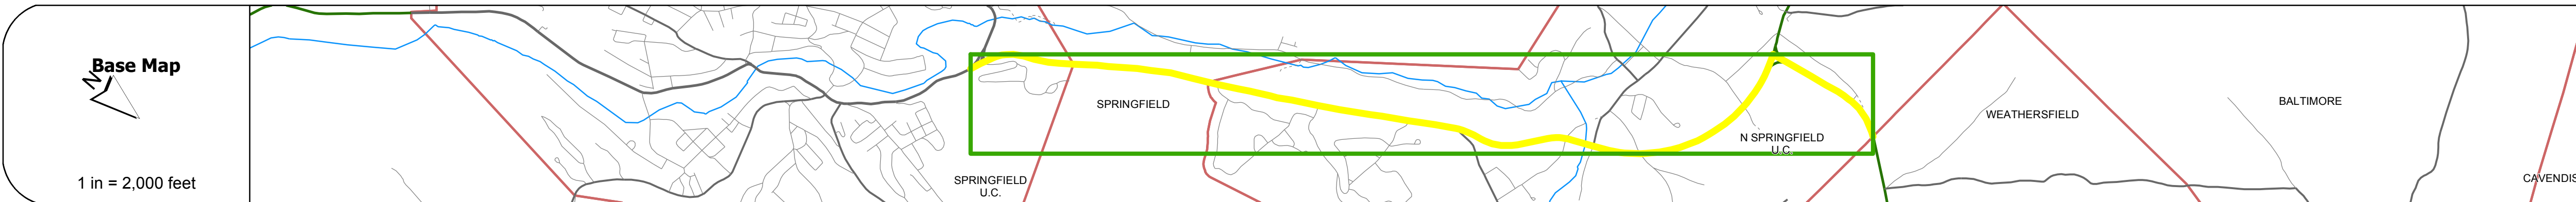 Base Map
N
1 in = 2,000 feet
SPRINGFIELD
U.C.
SPRINGFIELD
N SPRINGFIELD
U.C.
WEATHERSFIELD
BALTIMORE
CAVENDIS